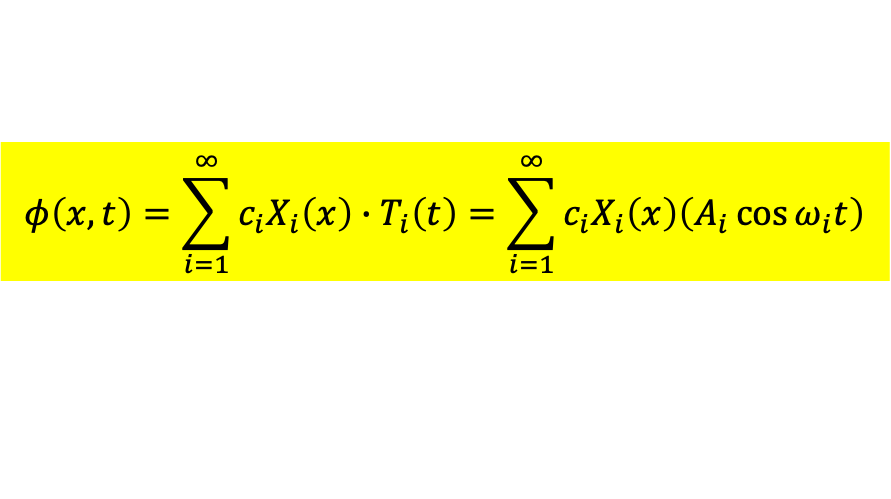 ϕ(x, t) = ∑_{i=1}^{∞} c_i X_i(x) · T_i(t) = ∑_{i=1}^{∞} c_i X_i(x)(A_i cos ω_i t)